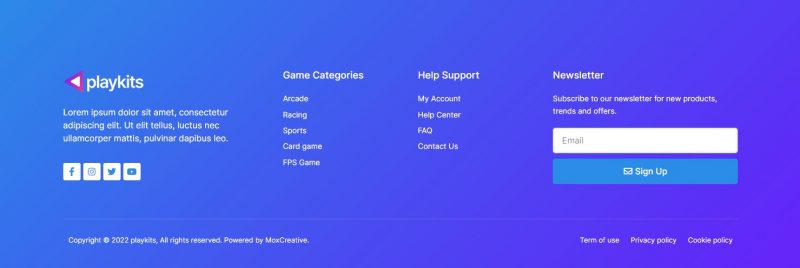 playkits
Lorem ipsum dolor sit amet, consectetur
adipiscing elit. Ut elit tellus, luctus nec
ullamcorper mattis, pulvinar dapibus leo.
Game Categories
Arcade
Racing
Sports
Card game
FPS Game
Help Support
My Account
Help Center
FAQ
Contact Us
Newsletter
Subscribe to our newsletter for new products,
trends and offers.
Email
Sign Up
Copyright © 2022 playkits, All rights reserved. Powered by MoxCreative.
Term of use Privacy policy Cookie policy